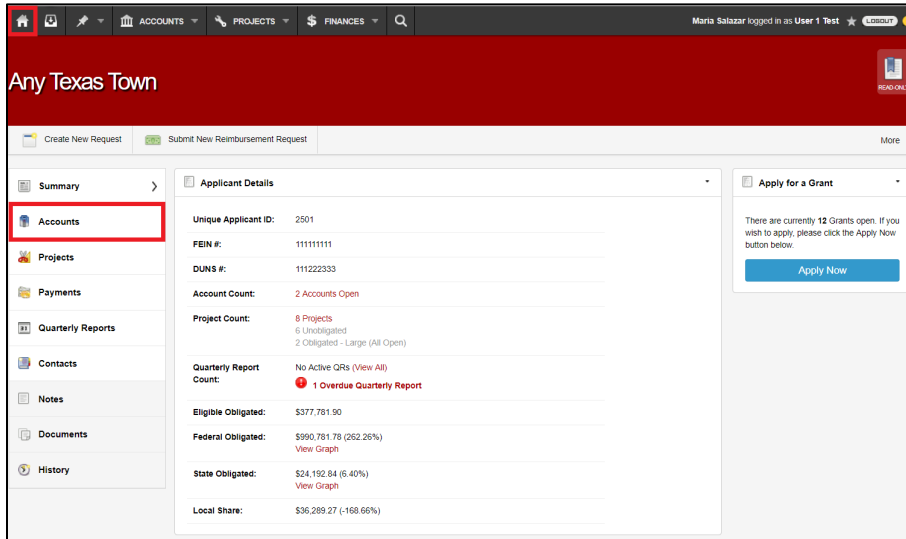 ACCOUNTS PROJECTS $ FINANCES Maria Salazar logged in as User 1 Test LOGOUT
Any Texas Town
READ-ONLY
Create New Request Submit New Reimbursement Request More
Summary
Accounts
Projects
Payments
Quarterly Reports
Contacts
Notes
Documents
History
Applicant Details
Unique Applicant ID: 2501
FEIN #: 111111111
DUNS #: 111222333
Account Count: 2 Accounts Open
Project Count: 8 Projects
6 Unobligated
2 Obligated - Large (All Open)
Quarterly Report No Active QRs (View All)
Count: 1 Overdue Quarterly Report
Eligible Obligated: $377,781.90
Federal Obligated: $990,781.78 (262.26%)
View Graph
State Obligated: $24,192.84 (6.40%)
View Graph
Local Share: $36,289.27 (-168.66%)
Apply for a Grant
There are currently 12 Grants open. If you
wish to apply, please click the Apply Now
button below.
Apply Now